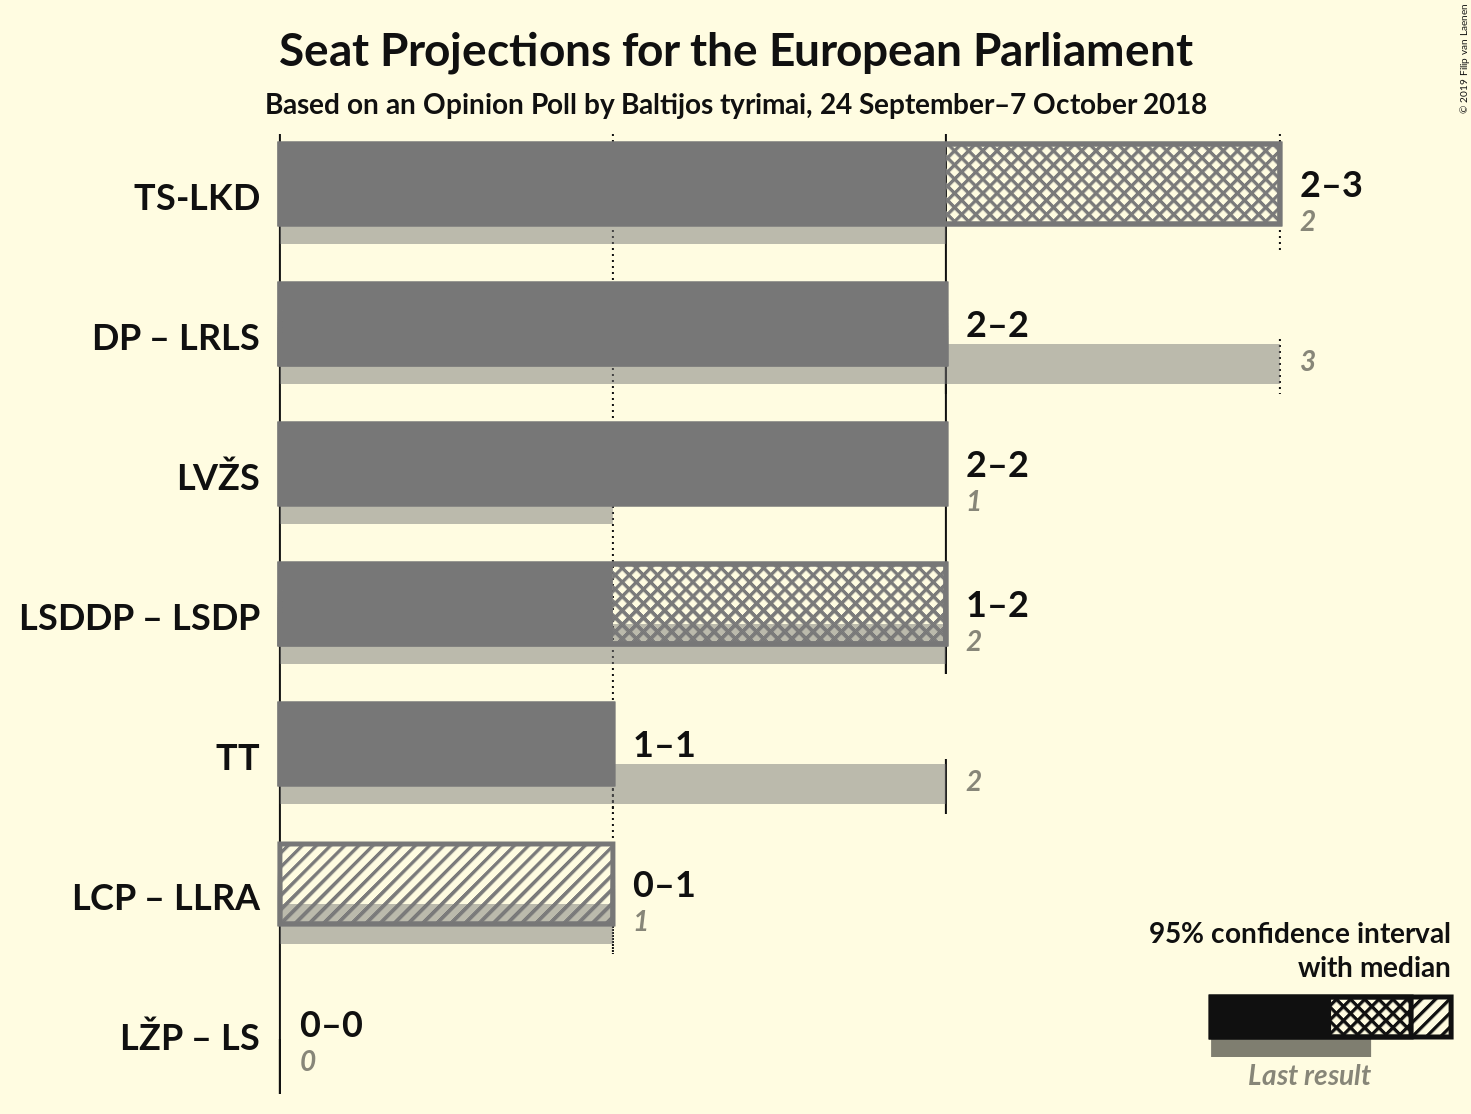 Seat Projections for the European Parliament
Based on an Opinion Poll by Baltijos tyrimai, 24 September–7 October 2018
© 2019 Filip van Laenen
TS-LKD
2–3
2
DP – LRLS
2–2
3
LVŽS
2–2
1
LSDDP – LSDP
1–2
2
TT
1–1
2
LCP – LLRA
0–1
1
LŽP – LS
0–0
0
95% confidence interval
with median
Last result